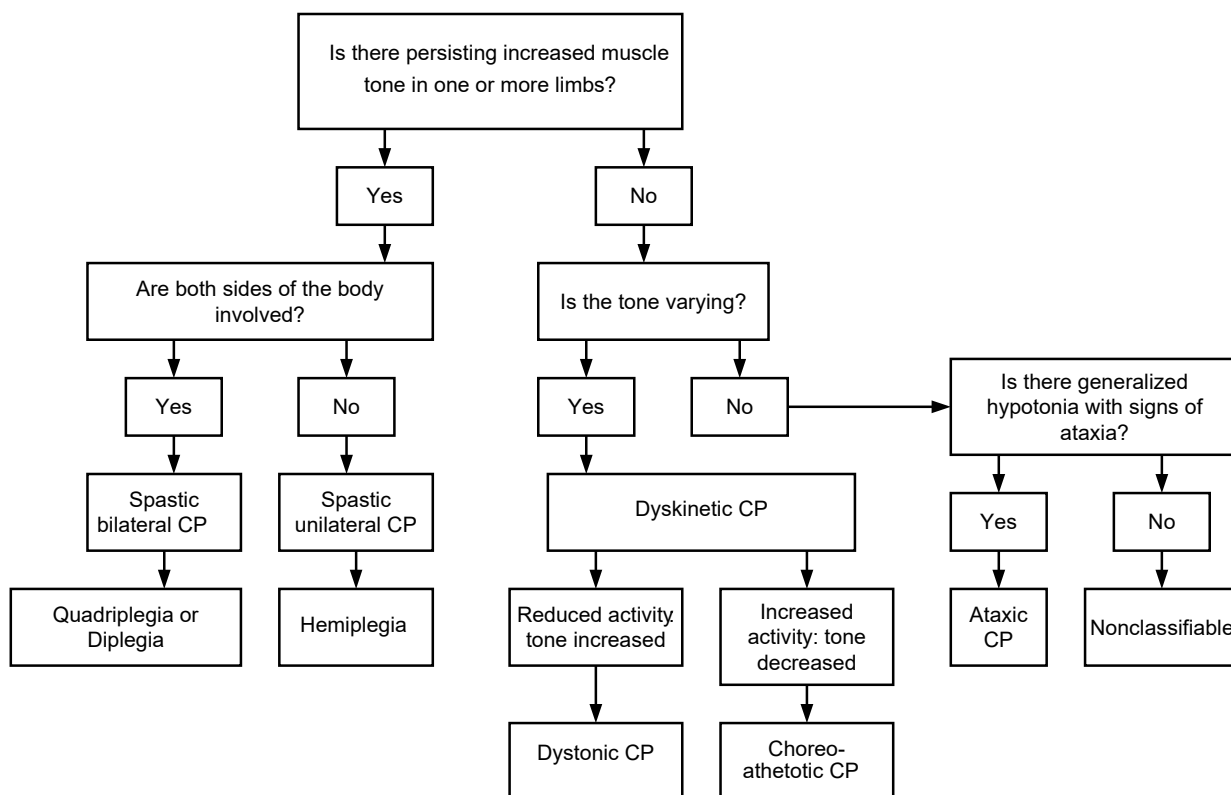 Is there persisting increased muscle
tone in one or more limbs?
Yes
No
Are both sides of the body
involved?
Is the tone varying?
Yes
No
Yes
No
Is there generalized
hypotonia with signs of
ataxia?
Spastic
bilateral CP
Spastic
unilateral CP
Dyskinetic CP
Yes
No
Quadriplegia or
Diplegia
Hemiplegia
Reduced activity:
tone increased
Increased
activity: tone
decreased
Ataxic
CP
Nonclassifiable
Dystonic CP
Choreo-
athetotic CP